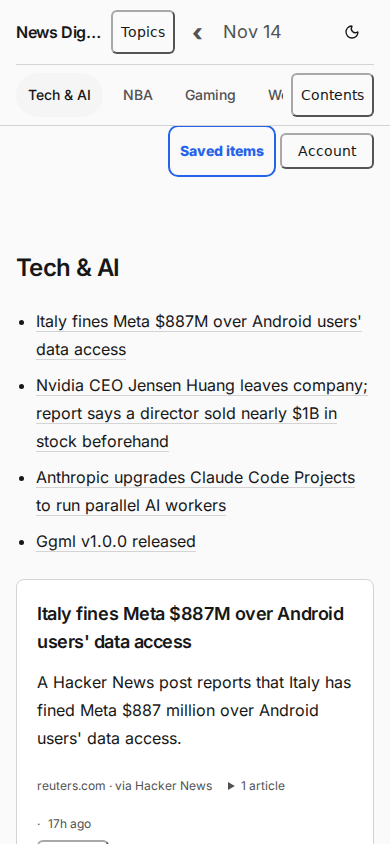 News Dig...
Topics
‹
Nov 14
Tech & AI
NBA
Gaming
Contents
Saved items
Account
Tech & AI
• Italy fines Meta $887M over Android users'
data access
• Nvidia CEO Jensen Huang leaves company;
report says a director sold nearly $1B in
stock beforehand
• Anthropic upgrades Claude Code Projects
to run parallel AI workers
• Ggml v1.0.0 released
Italy fines Meta $887M over Android
users' data access
A Hacker News post reports that Italy has
fined Meta $887 million over Android
users' data access.
reuters.com · via Hacker News ▶ 1 article
· 17h ago